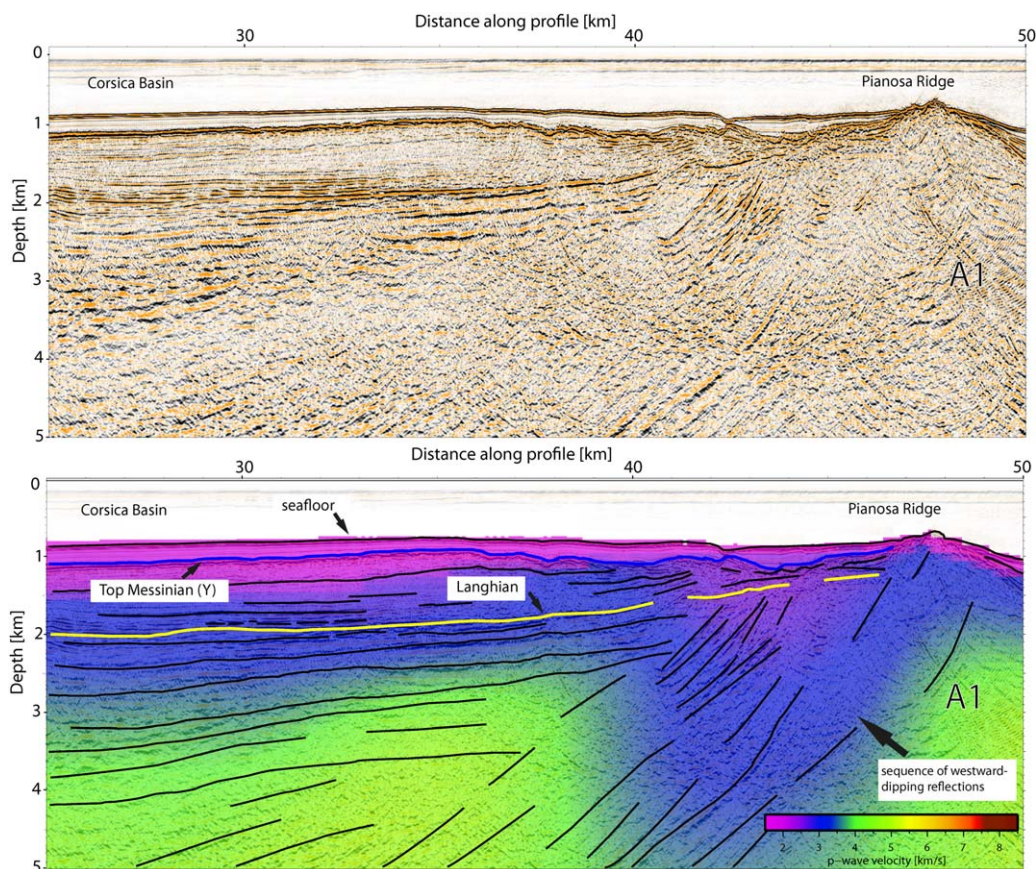 Distance along profile [km]
30 40 50
0
Corsica Basin Pianosa Ridge
1
2
Depth [km]
3
A1
4
5
Distance along profile [km]
30 40 50
0
Corsica Basin seafloor Pianosa Ridge
1
Top Messinian (Y) Langhian
2
Depth [km]
3
A1
sequence of westward-
dipping reflections
4
2 3 4 5 6 7 8
p-wave velocity [km/s]
5